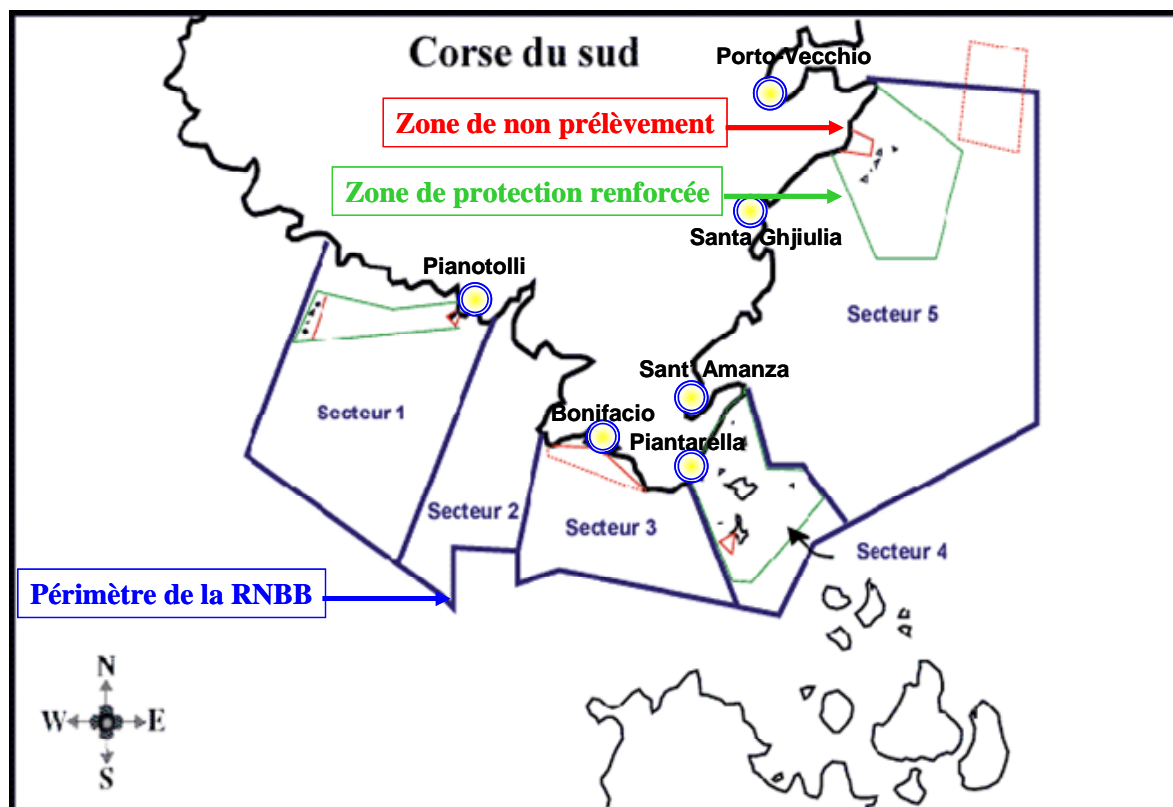 Corse du sud
Porto-Vecchio
Zone de non prélèvement
Zone de protection renforcée
Santa Ghjiulia
Pianotolli
Secteur 5
Sant' Amanza
Secteur 1
Bonifacio
Piantarella
Secteur 2
Secteur 3
Secteur 4
Périmètre de la RNBB
N
W E
S